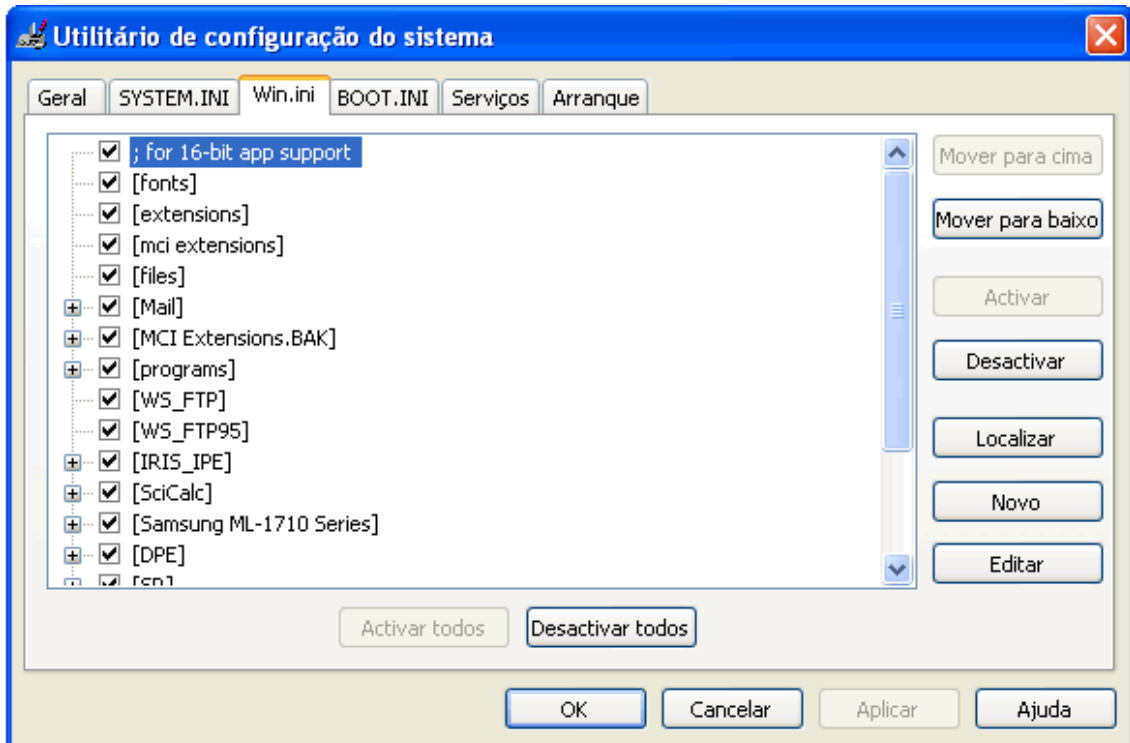 Utilitário de configuração do sistema
Geral SYSTEM.INI Win.ini BOOT.INI Serviços Arranque
; for 16-bit app support
[fonts]
[extensions]
[mci extensions]
[files]
[Mail]
[MCI Extensions.BAK]
[programs]
[WS_FTP]
[WS_FTP95]
[IRIS_IPE]
[SciCalc]
[Samsung ML-1710 Series]
[DPE]
Mover para cima
Mover para baixo
Activar
Desactivar
Localizar
Novo
Editar
Activar todos Desactivar todos
OK Cancelar Aplicar Ajuda